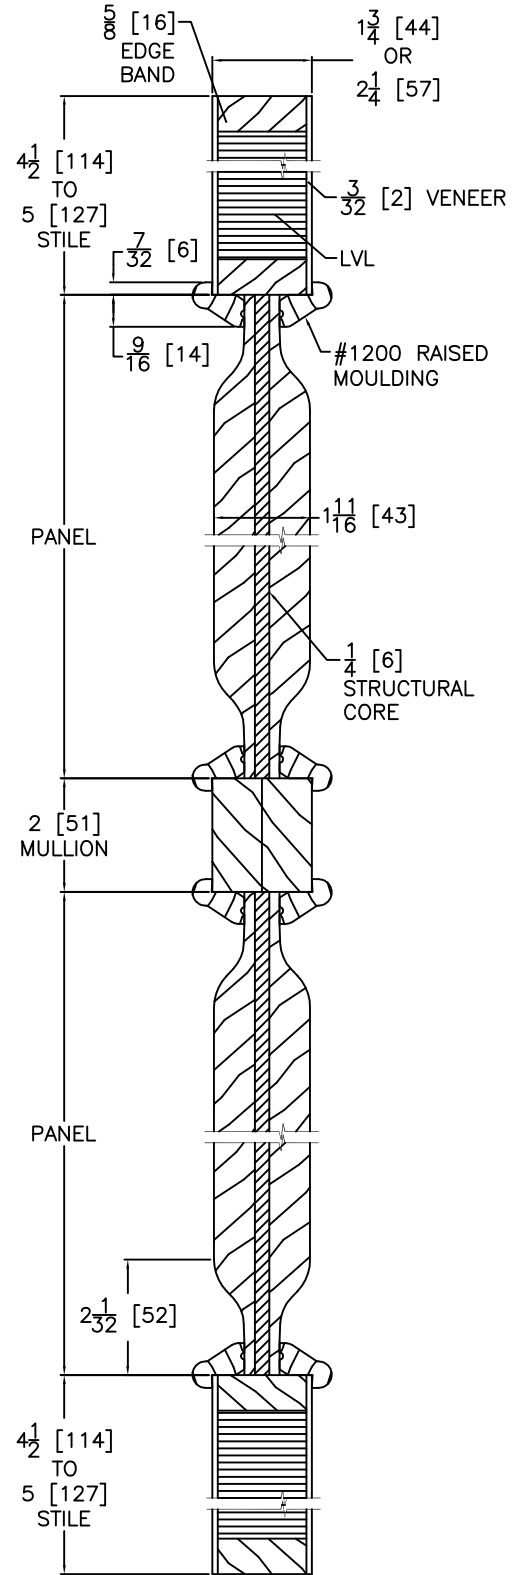 5/8 [16]
EDGE
BAND
1 3/4 [44]
OR
2 1/4 [57]
4 1/2 [114]
TO
5 [127]
STILE
3/32 [2] VENEER
7/32 [6]
LVL
9/16 [14]
#1200 RAISED
MOULDING
1 11/16 [43]
PANEL
1/4 [6]
STRUCTURAL
CORE
2 [51]
MULLION
PANEL
2 1/32 [52]
4 1/2 [114]
TO
5 [127]
STILE